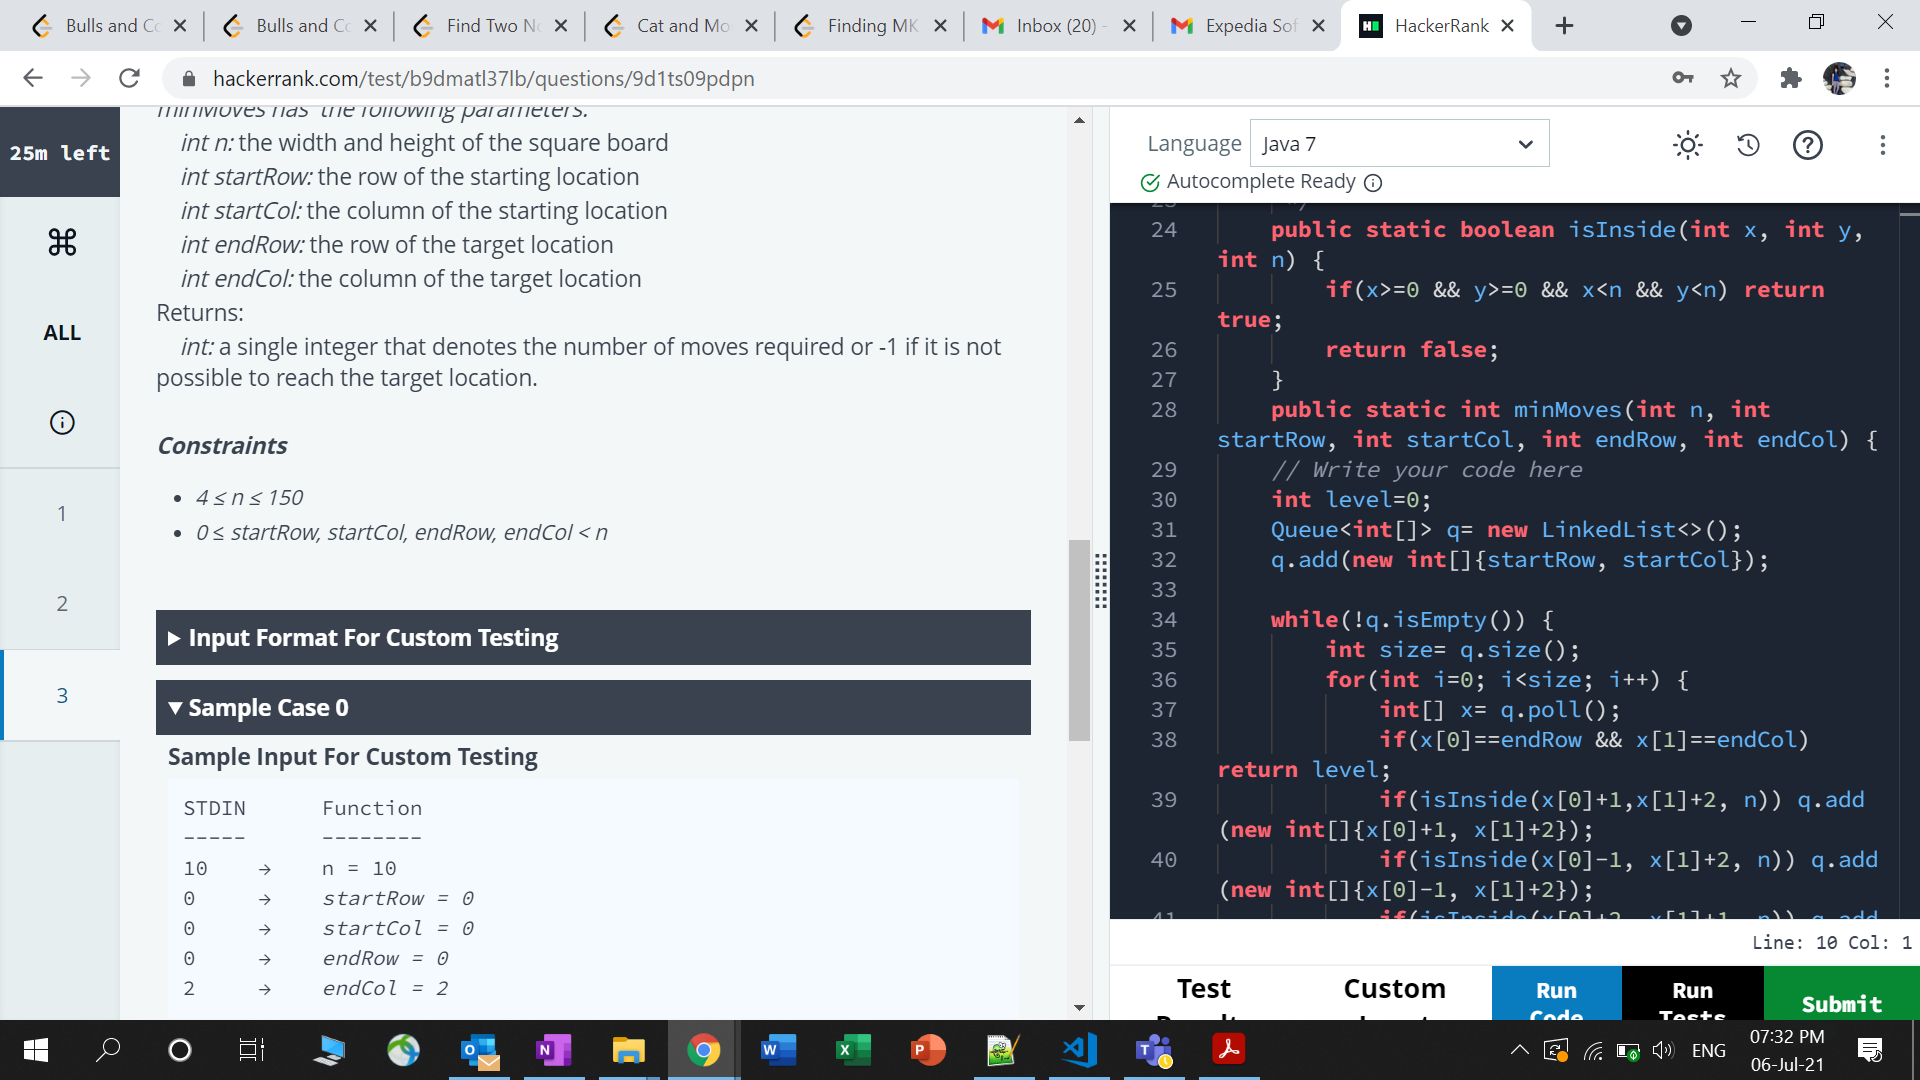 Bulls and Co
Bulls and Co
Find Two No
Cat and Mo
Finding MK
Inbox (20) -
Expedia Sof
HackerRank
hackerrank.com/test/b9dmatl37lb/questions/9d1ts09pdpn
25m left
ALL
1
2
3
minMoves has the following parameters:
int n: the width and height of the square board
int startRow: the row of the starting location
int startCol: the column of the starting location
int endRow: the row of the target location
int endCol: the column of the target location
Returns:
int: a single integer that denotes the number of moves required or -1 if it is not
possible to reach the target location.
Constraints
• 4 ≤ n ≤ 150
• 0 ≤ startRow, startCol, endRow, endCol < n
▶ Input Format For Custom Testing
▼ Sample Case 0
Sample Input For Custom Testing
STDIN Function
----- --------
10 → n = 10
0 → startRow = 0
0 → startCol = 0
0 → endRow = 0
2 → endCol = 2
Language Java 7
Autocomplete Ready
23 */
24 public static boolean isInside(int x, int y,
int n) {
25 if(x>=0 && y>=0 && x<n && y<n) return
true;
26 return false;
27 }
28 public static int minMoves(int n, int
startRow, int startCol, int endRow, int endCol) {
29 // Write your code here
30 int level=0;
31 Queue<int[]> q= new LinkedList<>();
32 q.add(new int[]{startRow, startCol});
33
34 while(!q.isEmpty()) {
35 int size= q.size();
36 for(int i=0; i<size; i++) {
37 int[] x= q.poll();
38 if(x[0]==endRow && x[1]==endCol)
return level;
39 if(isInside(x[0]+1,x[1]+2, n)) q.add
(new int[]{x[0]+1, x[1]+2});
40 if(isInside(x[0]-1, x[1]+2, n)) q.add
(new int[]{x[0]-1, x[1]+2});
41 if(isInside(x[0]+2, x[1]+1, n)) q.add
Line: 10 Col: 1
Test
Custom
Run
Code
Run
Tests
Submit
ENG
07:32 PM
06-Jul-21